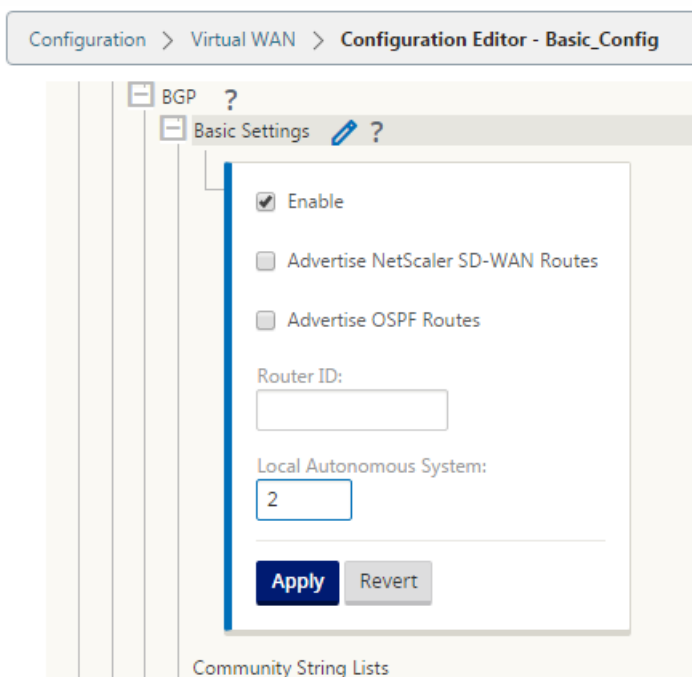 Configuration > Virtual WAN > Configuration Editor - Basic_Config
BGP ?
Basic Settings ?
Enable
Advertise NetScaler SD-WAN Routes
Advertise OSPF Routes
Router ID:
Local Autonomous System:
2
Apply Revert
Community String Lists